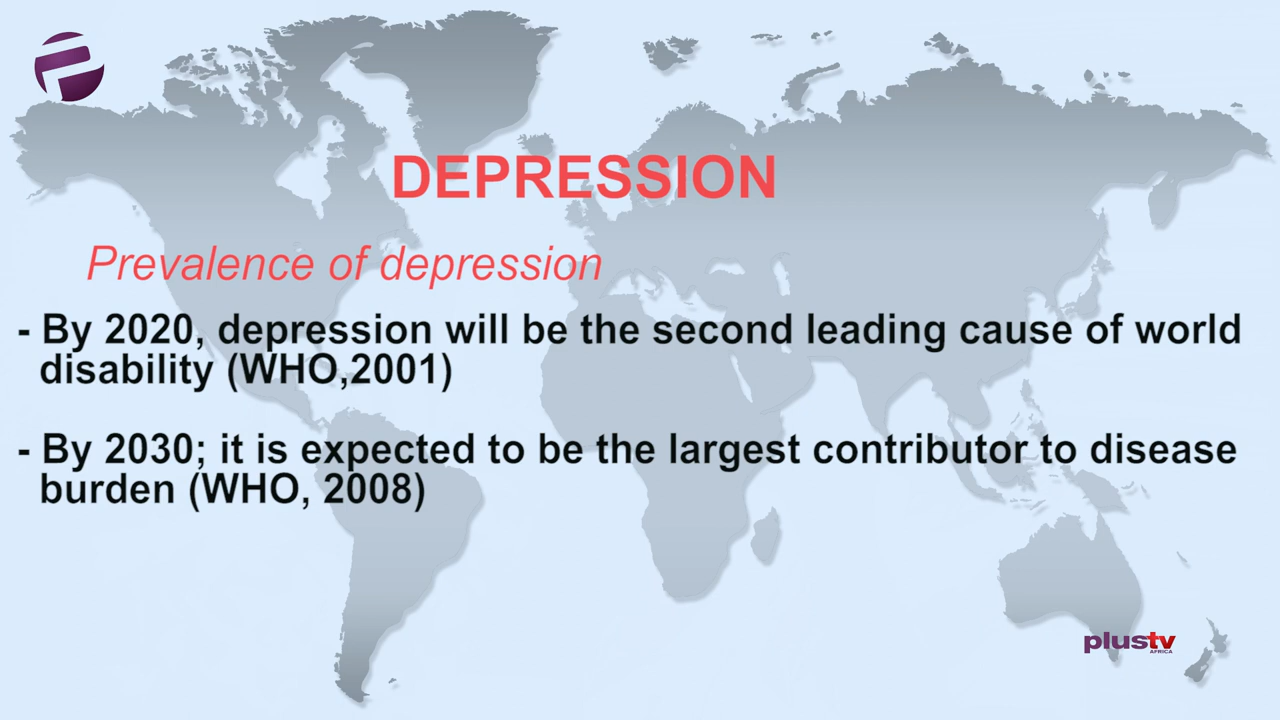 DEPRESSION
Prevalence of depression
- By 2020, depression will be the second leading cause of world
disability (WHO,2001)
- By 2030; it is expected to be the largest contributor to disease
burden (WHO, 2008)
plustv
AFRICA